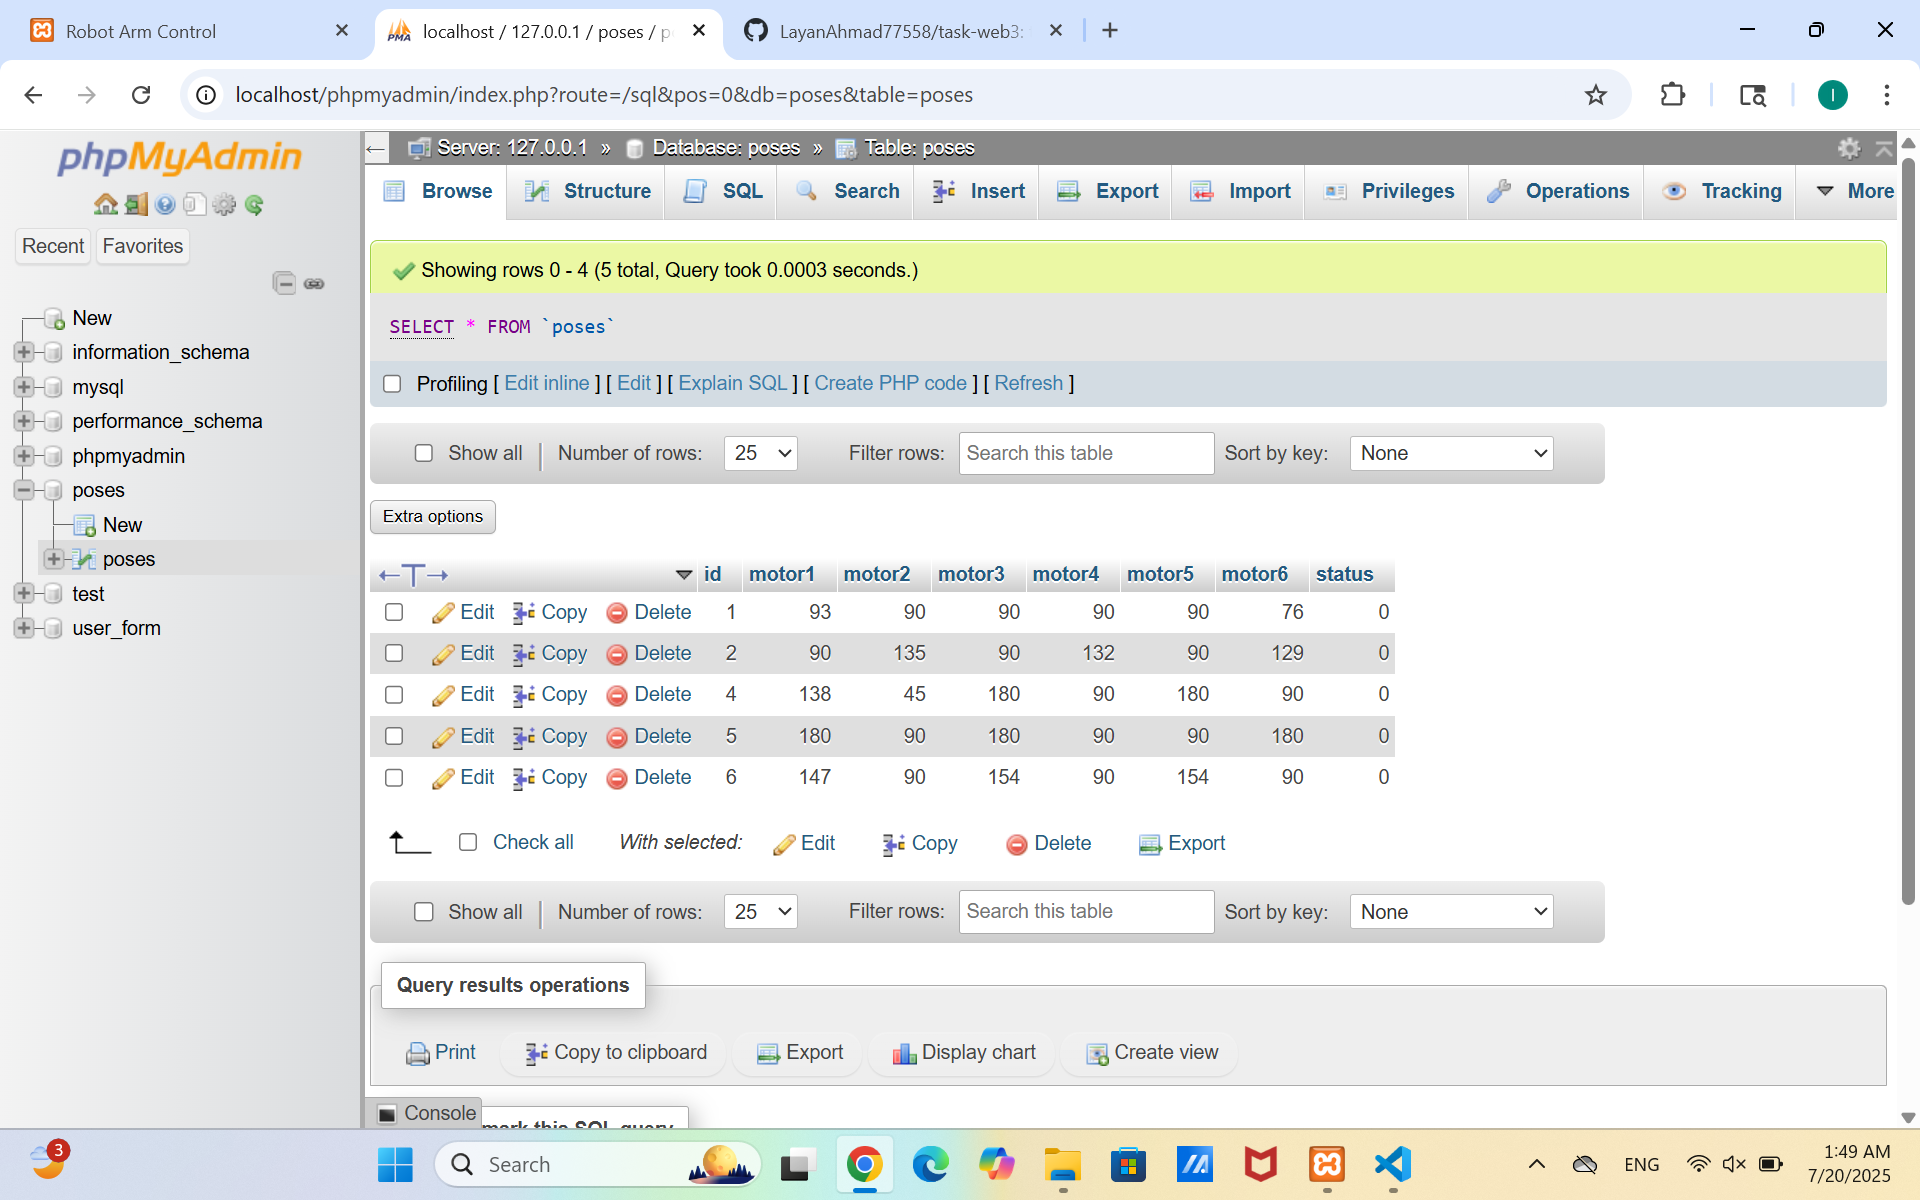 Robot Arm Control
localhost / 127.0.0.1 / poses / p
LayanAhmad77558/task-web3:
localhost/phpmyadmin/index.php?route=/sql&pos=0&db=poses&table=poses
I
phpMyAdmin
Recent
Favorites
New
information_schema
mysql
performance_schema
phpmyadmin
poses
New
poses
test
user_form
Server: 127.0.0.1 » Database: poses » Table: poses
Browse Structure SQL Search Insert Export Import Privileges Operations Tracking More
Showing rows 0 - 4 (5 total, Query took 0.0003 seconds.)
SELECT * FROM `poses`
Profiling [ Edit inline ] [ Edit ] [ Explain SQL ] [ Create PHP code ] [ Refresh ]
Show all | Number of rows: 25 Filter rows: Search this table Sort by key: None
Extra options
←T→ id motor1 motor2 motor3 motor4 motor5 motor6 status
Edit Copy Delete 1 93 90 90 90 90 76 0
Edit Copy Delete 2 90 135 90 132 90 129 0
Edit Copy Delete 4 138 45 180 90 180 90 0
Edit Copy Delete 5 180 90 180 90 90 180 0
Edit Copy Delete 6 147 90 154 90 154 90 0
Check all With selected: Edit Copy Delete Export
Show all | Number of rows: 25 Filter rows: Search this table Sort by key: None
Query results operations
Print Copy to clipboard Export Display chart Create view
Console
mark this SQL query
3
Search
ENG
1:49 AM
7/20/2025